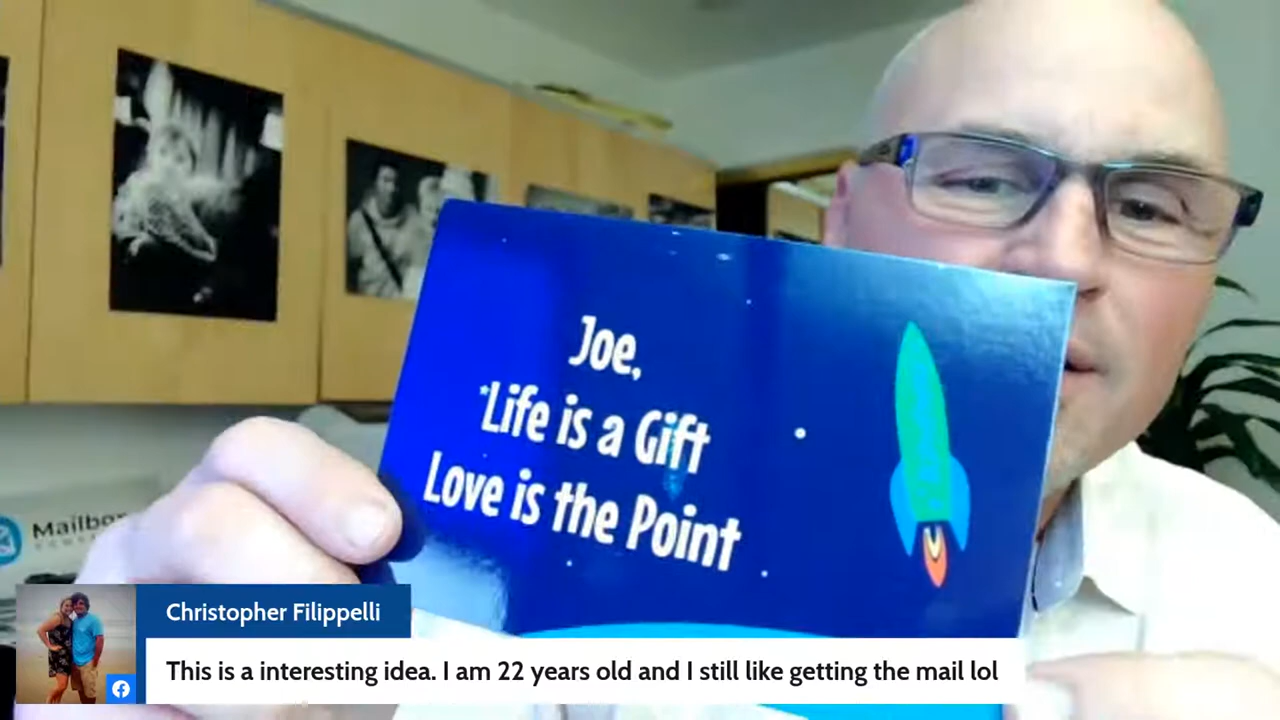 Joe,
*Life is a Gift
Love is the Point
Mailbox
Christopher Filippelli
This is a interesting idea. I am 22 years old and I still like getting the mail lol